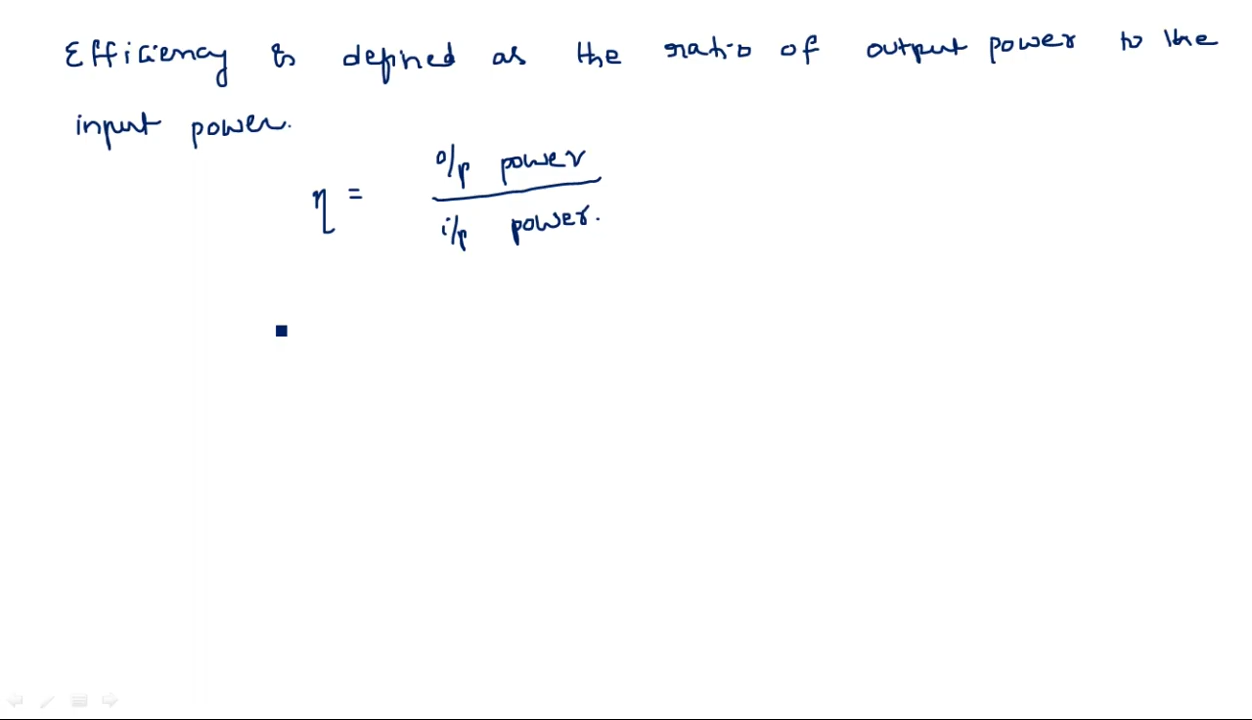 Efficiency is defined as the ratio of output power to the
input power.
η = o/p power
i/p power.